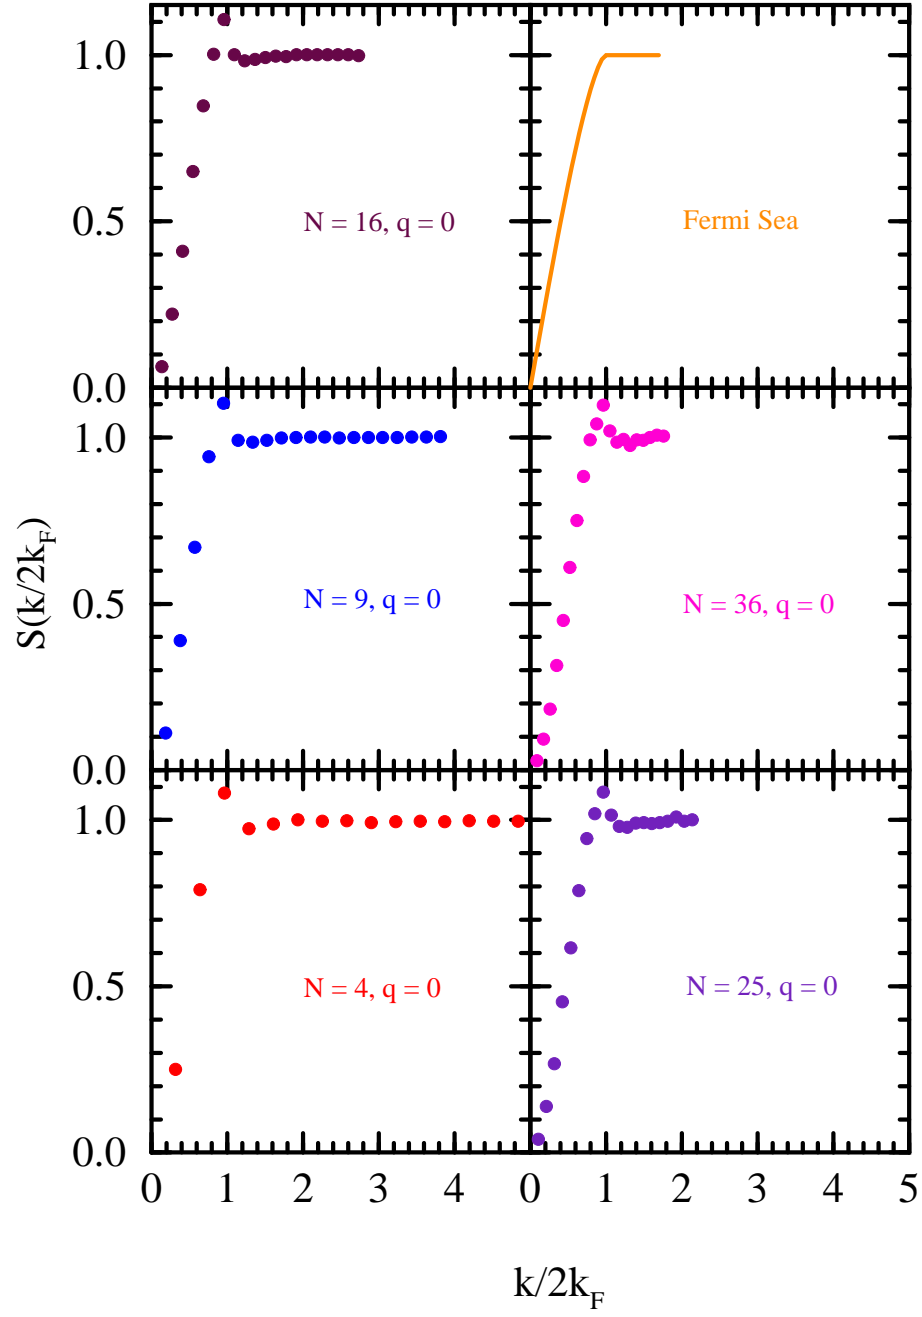 1.0
0.5
0.0
N = 16, q = 0
Fermi Sea
1.0
0.5
0.0
N = 9, q = 0
N = 36, q = 0
S(k/2k_F)
1.0
0.5
0.0
N = 4, q = 0
N = 25, q = 0
0 1 2 3 4 0 1 2 3 4 5
k/2k_F